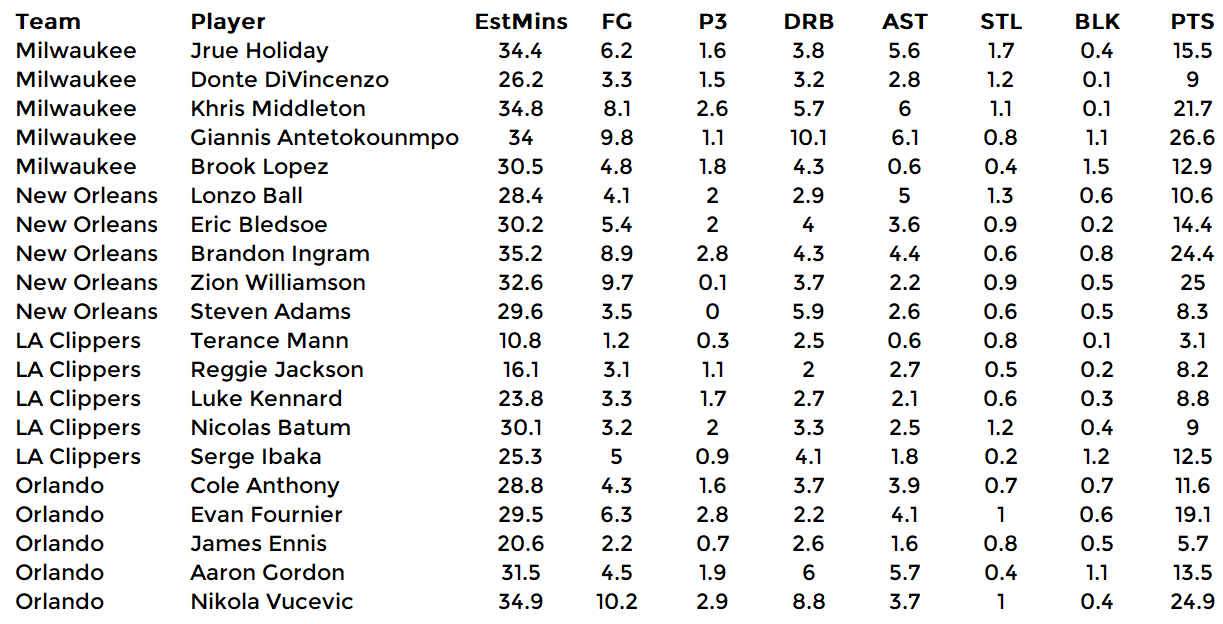 Team Player EstMins FG P3 DRB AST STL BLK PTS
Milwaukee Jrue Holiday 34.4 6.2 1.6 3.8 5.6 1.7 0.4 15.5
Milwaukee Donte DiVincenzo 26.2 3.3 1.5 3.2 2.8 1.2 0.1 9
Milwaukee Khris Middleton 34.8 8.1 2.6 5.7 6 1.1 0.1 21.7
Milwaukee Giannis Antetokounmpo 34 9.8 1.1 10.1 6.1 0.8 1.1 26.6
Milwaukee Brook Lopez 30.5 4.8 1.8 4.3 0.6 0.4 1.5 12.9
New Orleans Lonzo Ball 28.4 4.1 2 2.9 5 1.3 0.6 10.6
New Orleans Eric Bledsoe 30.2 5.4 2 4 3.6 0.9 0.2 14.4
New Orleans Brandon Ingram 35.2 8.9 2.8 4.3 4.4 0.6 0.8 24.4
New Orleans Zion Williamson 32.6 9.7 0.1 3.7 2.2 0.9 0.5 25
New Orleans Steven Adams 29.6 3.5 0 5.9 2.6 0.6 0.5 8.3
LA Clippers Terance Mann 10.8 1.2 0.3 2.5 0.6 0.8 0.1 3.1
LA Clippers Reggie Jackson 16.1 3.1 1.1 2 2.7 0.5 0.2 8.2
LA Clippers Luke Kennard 23.8 3.3 1.7 2.7 2.1 0.6 0.3 8.8
LA Clippers Nicolas Batum 30.1 3.2 2 3.3 2.5 1.2 0.4 9
LA Clippers Serge Ibaka 25.3 5 0.9 4.1 1.8 0.2 1.2 12.5
Orlando Cole Anthony 28.8 4.3 1.6 3.7 3.9 0.7 0.7 11.6
Orlando Evan Fournier 29.5 6.3 2.8 2.2 4.1 1 0.6 19.1
Orlando James Ennis 20.6 2.2 0.7 2.6 1.6 0.8 0.5 5.7
Orlando Aaron Gordon 31.5 4.5 1.9 6 5.7 0.4 1.1 13.5
Orlando Nikola Vucevic 34.9 10.2 2.9 8.8 3.7 1 0.4 24.9